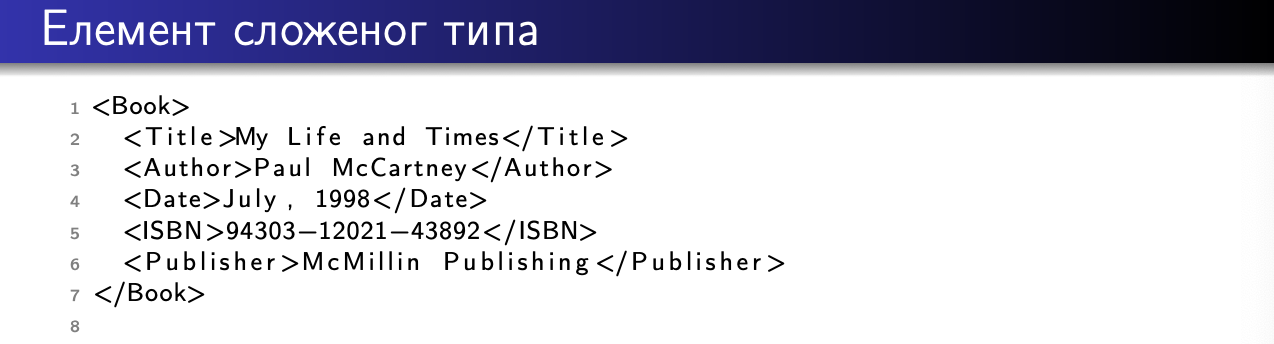 Елемент сложеног типа
1 <Book>
2 <Title>My Life and Times</Title>
3 <Author>Paul McCartney</Author>
4 <Date>July, 1998</Date>
5 <ISBN>94303–12021–43892</ISBN>
6 <Publisher>McMillin Publishing</Publisher>
7 </Book>
8